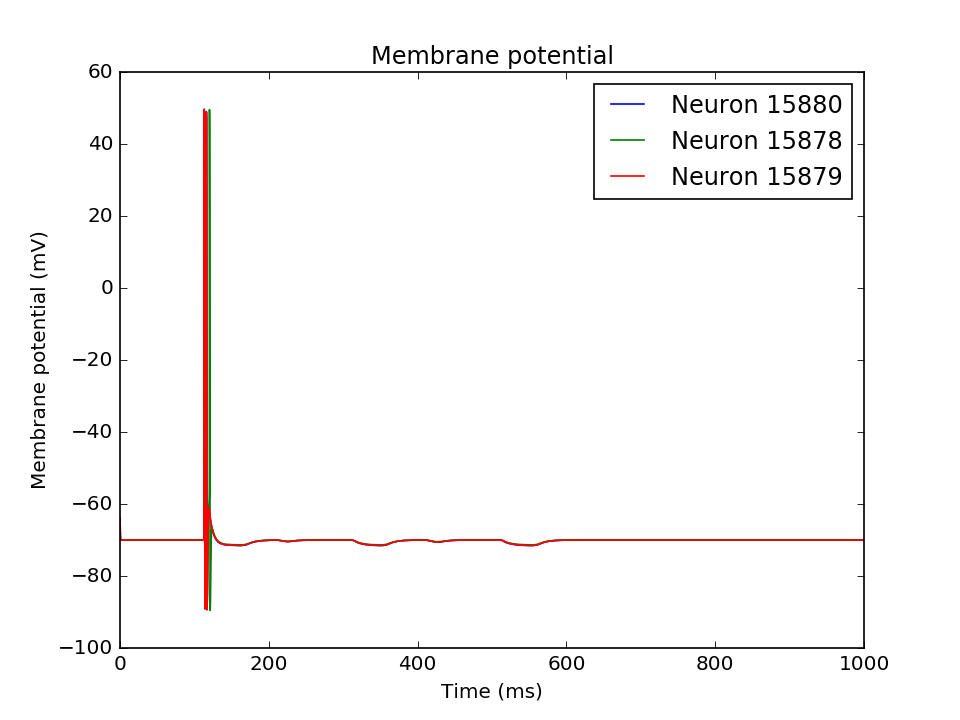 Membrane potential
60
40
20
0
−20
−40
−60
−80
−100
Membrane potential (mV)
Neuron 15880
Neuron 15878
Neuron 15879
0 200 400 600 800 1000
Time (ms)